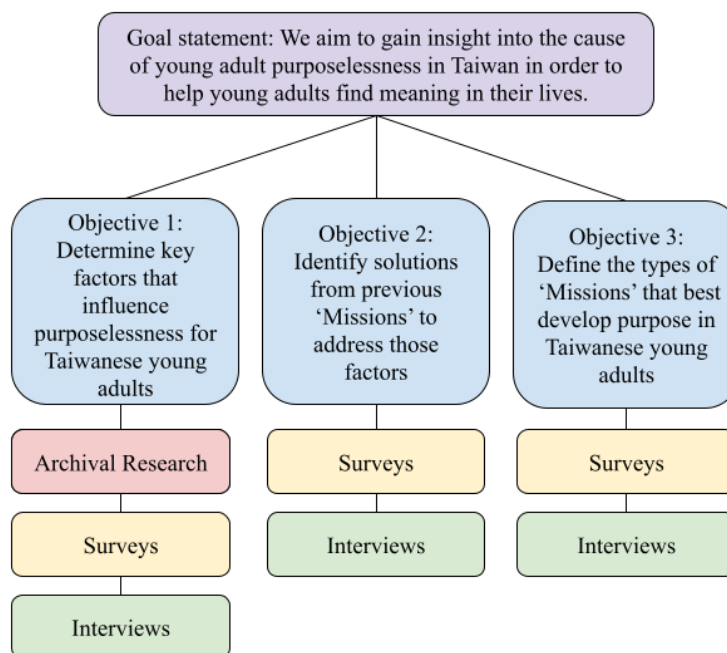 Goal statement: We aim to gain insight into the cause
of young adult purposelessness in Taiwan in order to
help young adults find meaning in their lives.
Objective 1:
Determine key
factors that
influence
purposelessness for
Taiwanese young
adults
Archival Research
Surveys
Interviews
Objective 2:
Identify solutions
from previous
‘Missions’ to
address those
factors
Surveys
Interviews
Objective 3:
Define the types of
‘Missions’ that best
develop purpose in
Taiwanese young
adults
Surveys
Interviews